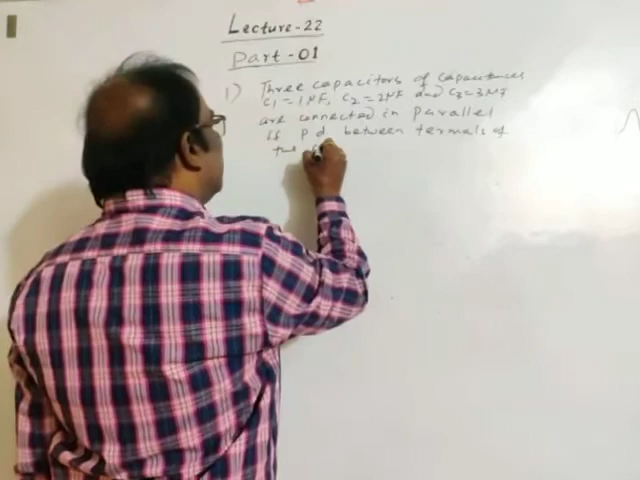 Lecture-22
Part-01
1) Three capacitors of capacitances
C1 = 1μF, C2 = 2μF and C3 = 3μF
are connected in parallel
If p d between termals of
the